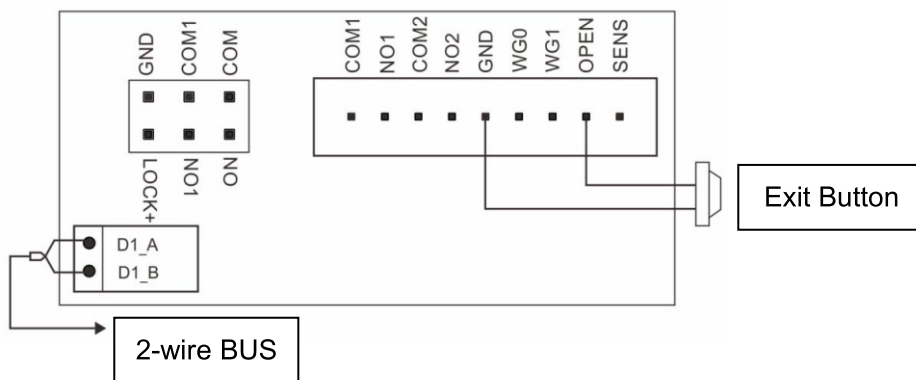 GND
COM1
COM
LOCK+
NO1
NO
COM1
NO1
COM2
NO2
GND
WG0
WG1
OPEN
SENS
Exit Button
D1_A
D1_B
2-wire BUS